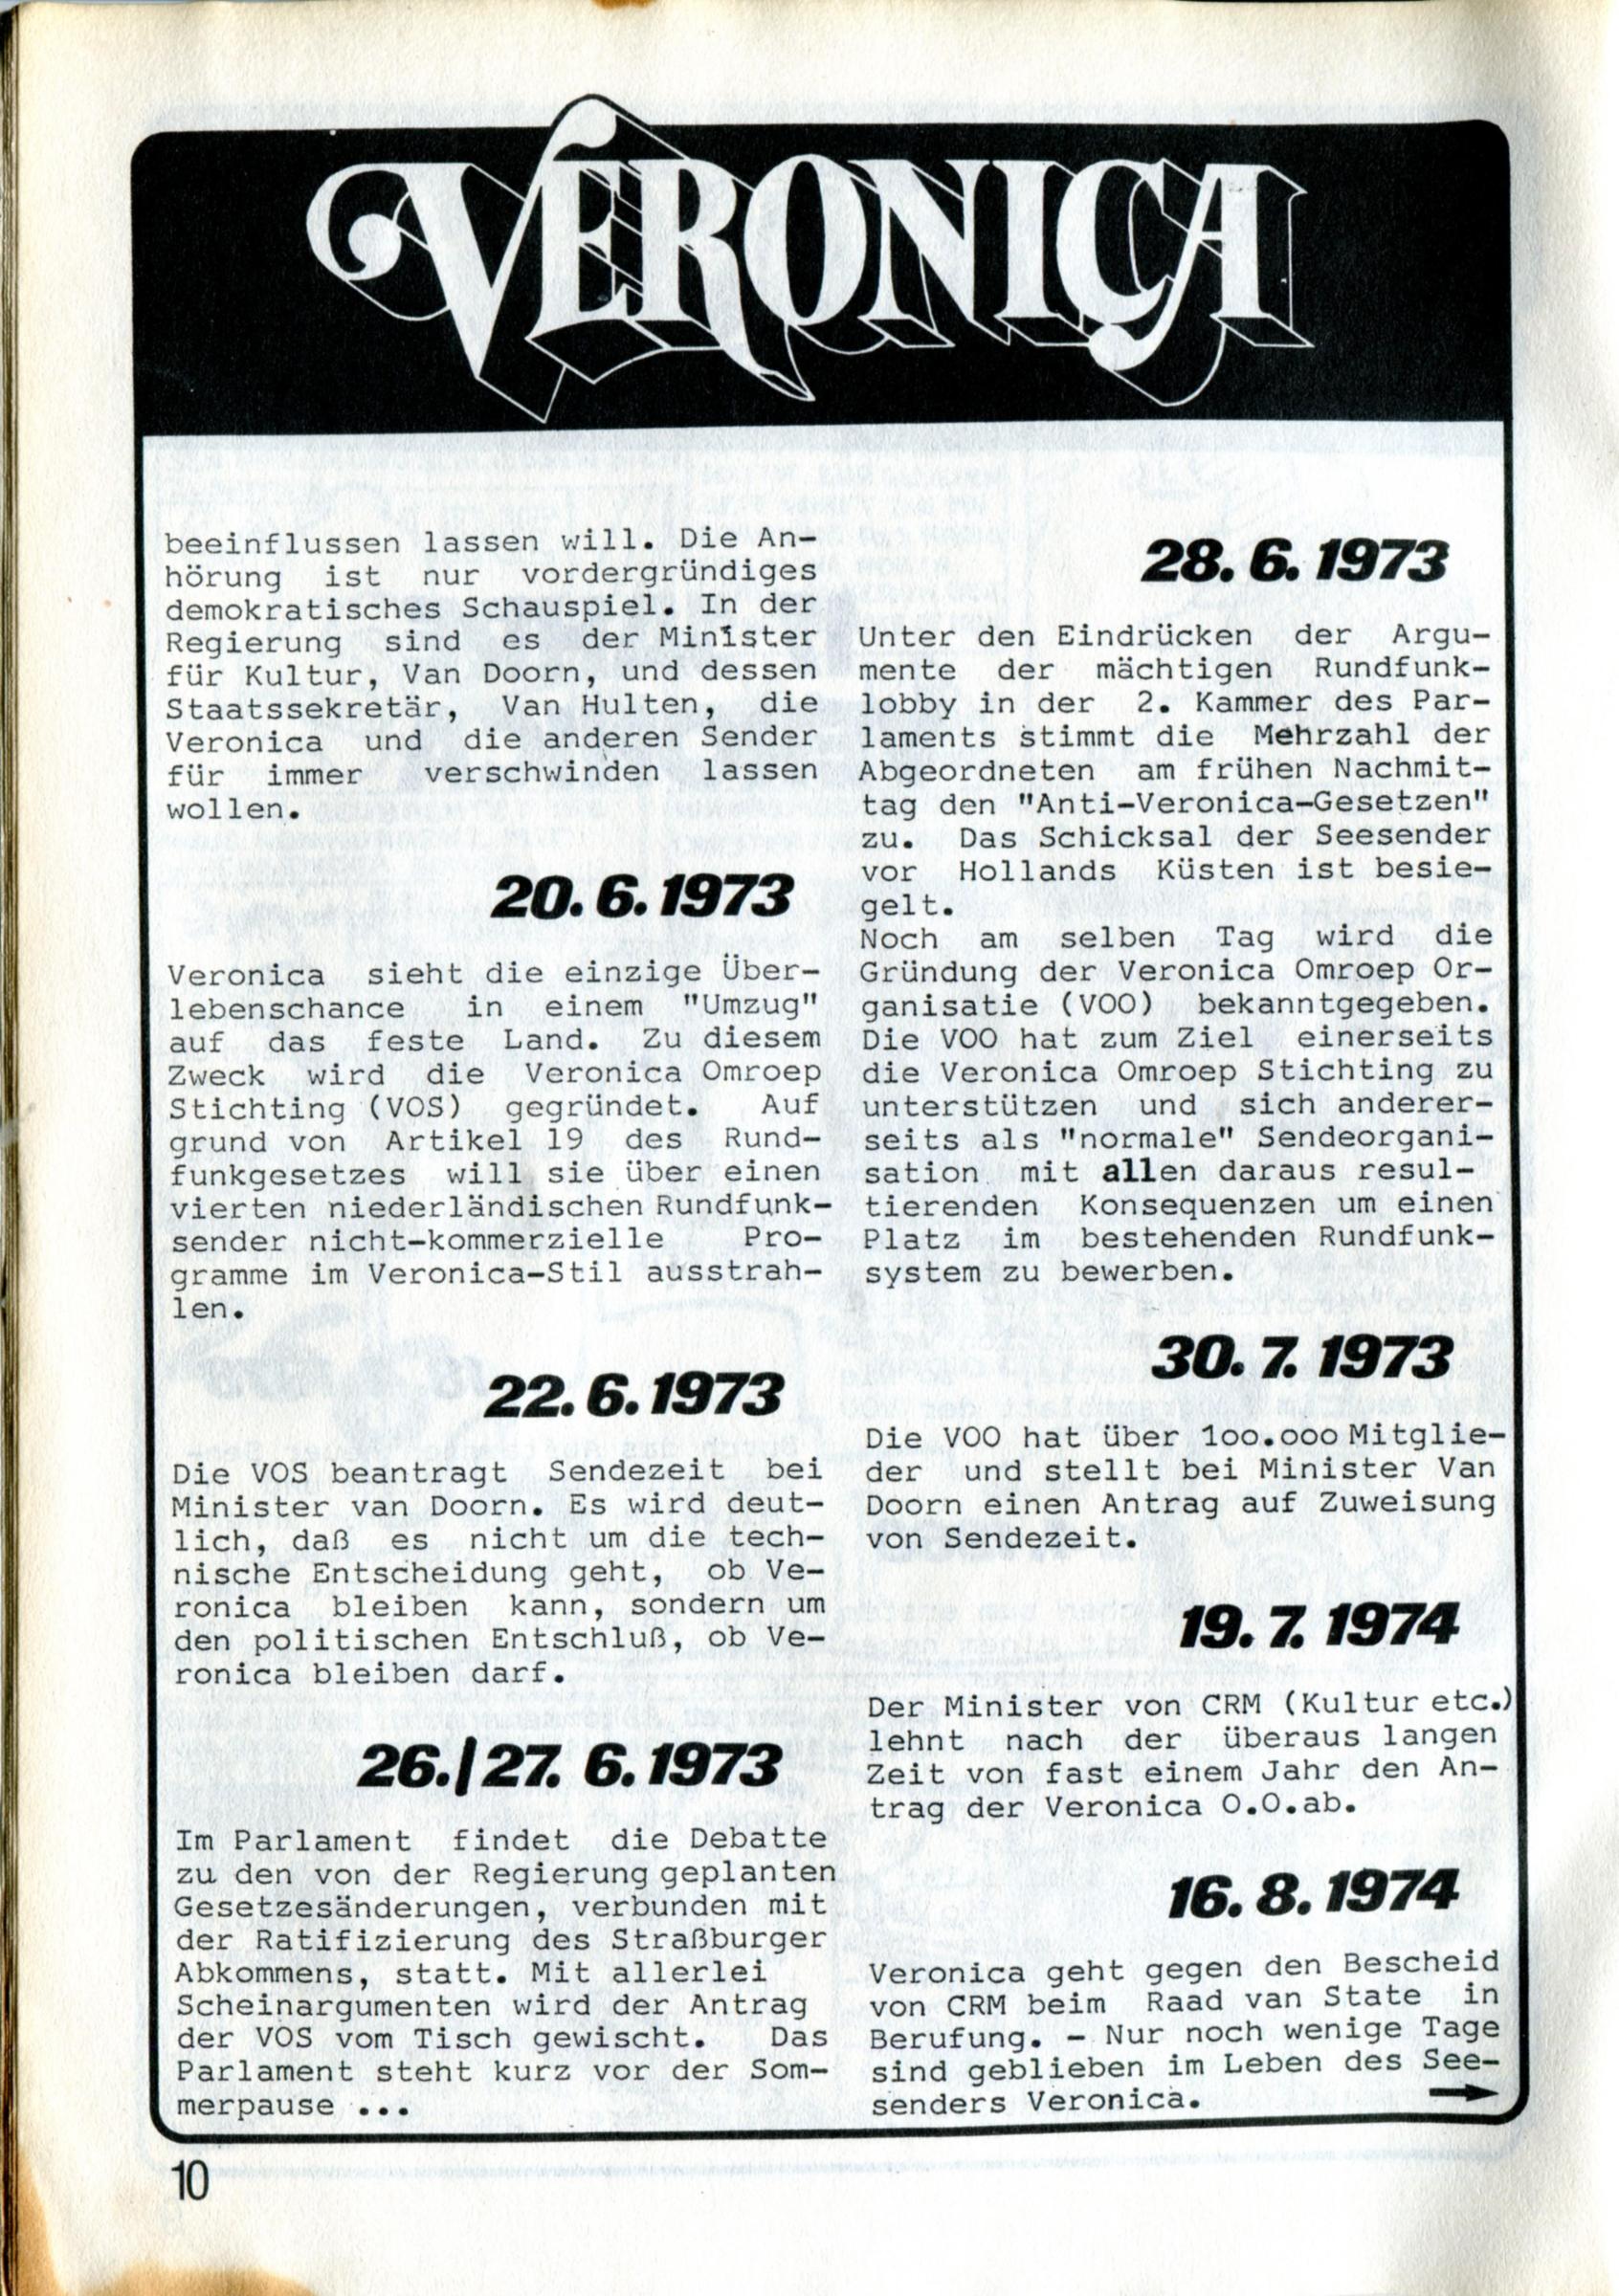 VERONICA
beeinflussen lassen will. Die An-
hörung ist nur vordergründiges
demokratisches Schauspiel. In der
Regierung sind es der Minister
für Kultur, Van Doorn, und dessen
Staatssekretär, Van Hulten, die
Veronica und die anderen Sender
für immer verschwinden lassen
wollen.
20. 6. 1973
Veronica sieht die einzige Über-
lebenschance in einem "Umzug"
auf das feste Land. Zu diesem
Zweck wird die Veronica Omroep
Stichting (VOS) gegründet. Auf
grund von Artikel 19 des Rund-
funkgesetzes will sie über einen
vierten niederländischen Rundfunk-
sender nicht-kommerzielle Pro-
gramme im Veronica-Stil ausstrah-
len.
22. 6. 1973
Die VOS beantragt Sendezeit bei
Minister van Doorn. Es wird deut-
lich, daß es nicht um die tech-
nische Entscheidung geht, ob Ve-
ronica bleiben kann, sondern um
den politischen Entschluß, ob Ve-
ronica bleiben darf.
26./27. 6. 1973
Im Parlament findet die Debatte
zu den von der Regierung geplanten
Gesetzesänderungen, verbunden mit
der Ratifizierung des Straßburger
Abkommens, statt. Mit allerlei
Scheinargumenten wird der Antrag
der VOS vom Tisch gewischt. Das
Parlament steht kurz vor der Som-
merpause ...
28. 6. 1973
Unter den Eindrücken der Argu-
mente der mächtigen Rundfunk-
lobby in der 2. Kammer des Par-
laments stimmt die Mehrzahl der
Abgeordneten am frühen Nachmit-
tag den "Anti-Veronica-Gesetzen"
zu. Das Schicksal der Seesender
vor Hollands Küsten ist besie-
gelt.
Noch am selben Tag wird die
Gründung der Veronica Omroep Or-
ganisatie (VOO) bekanntgegeben.
Die VOO hat zum Ziel einerseits
die Veronica Omroep Stichting zu
unterstützen und sich anderer-
seits als "normale" Sendeorgani-
sation mit allen daraus resul-
tierenden Konsequenzen um einen
Platz im bestehenden Rundfunk-
system zu bewerben.
30. 7. 1973
Die VOO hat über 1oo.ooo Mitglie-
der und stellt bei Minister Van
Doorn einen Antrag auf Zuweisung
von Sendezeit.
19. 7. 1974
Der Minister von CRM (Kultur etc.)
lehnt nach der überaus langen
Zeit von fast einem Jahr den An-
trag der Veronica O.O.ab.
16. 8. 1974
Veronica geht gegen den Bescheid
von CRM beim Raad van State in
Berufung. - Nur noch wenige Tage
sind geblieben im Leben des See-
senders Veronica.
10